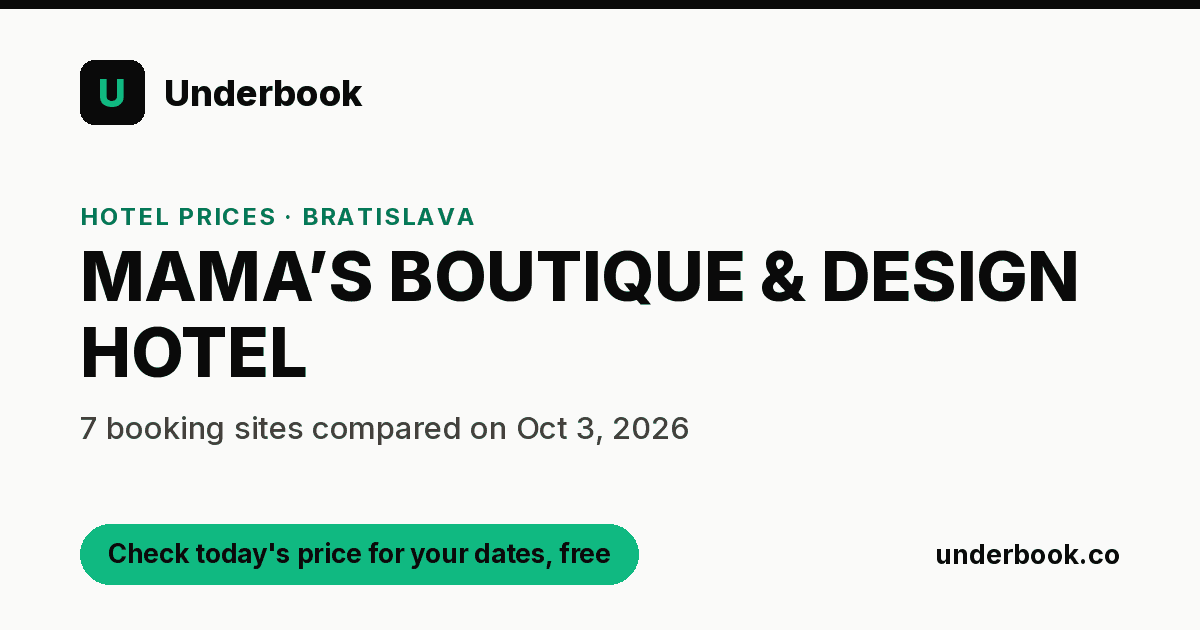 U Underbook
HOTEL PRICES · BRATISLAVA
MAMA’S BOUTIQUE & DESIGN
HOTEL
7 booking sites compared on Oct 3, 2026
Check today's price for your dates, free
underbook.co